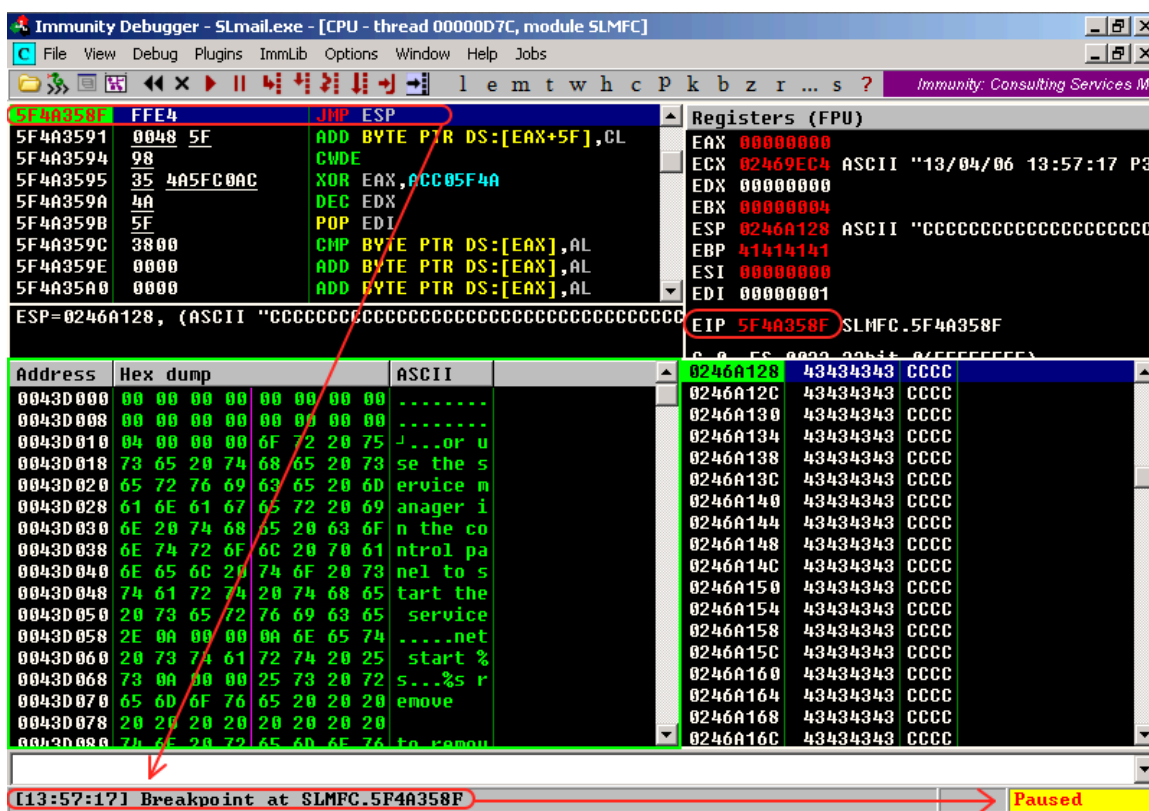 Immunity Debugger - SLmail.exe - [CPU - thread 00000D7C, module SLMFC]
C File View Debug Plugins ImmLib Options Window Help Jobs
l e m t w h c P k b z r ... s ? Immunity: Consulting Services M
5F4A358F FFE4 JMP ESP
5F4A3591 0048 5F ADD BYTE PTR DS:[EAX+5F],CL
5F4A3594 98 CWDE
5F4A3595 35 4A5FC0AC XOR EAX,ACC05F4A
5F4A359A 4A DEC EDX
5F4A359B 5F POP EDI
5F4A359C 3800 CMP BYTE PTR DS:[EAX],AL
5F4A359E 0000 ADD BYTE PTR DS:[EAX],AL
5F4A35A0 0000 ADD BYTE PTR DS:[EAX],AL
ESP=0246A128, (ASCII "CCCCCCCCCCCCCCCCCCCCCCCCCCCCCCCCCCCCC
Registers (FPU)
EAX 00000000
ECX 02469EC4 ASCII "13/04/06 13:57:17 P3
EDX 00000000
EBX 00000004
ESP 0246A128 ASCII "CCCCCCCCCCCCCCCCCCCC
EBP 41414141
ESI 00000000
EDI 00000001
EIP 5F4A358F SLMFC.5F4A358F
Address Hex dump ASCII
0043D000 00 00 00 00 00 00 00 00 ........
0043D008 00 00 00 00 00 00 00 00 ........
0043D010 04 00 00 00 6F 72 20 75 ┘...or u
0043D018 73 65 20 74 68 65 20 73 se the s
0043D020 65 72 76 69 63 65 20 6D ervice m
0043D028 61 6E 61 67 65 72 20 69 anager i
0043D030 6E 20 74 68 65 20 63 6F n the co
0043D038 6E 74 72 6F 6C 20 70 61 ntrol pa
0043D040 6E 65 6C 20 74 6F 20 73 nel to s
0043D048 74 61 72 74 20 74 68 65 tart the
0043D050 20 73 65 72 76 69 63 65 service
0043D058 2E 0A 00 00 0A 6E 65 74 .....net
0043D060 20 73 74 61 72 74 20 25 start %
0043D068 73 0A 00 00 25 73 20 72 s...%s r
0043D070 65 6D 6F 76 65 20 20 20 emove
0043D078 20 20 20 20 20 20 20 20
0043D080 74 6F 20 72 65 6D 6F 76 to remov
0246A128 43434343 CCCC
0246A12C 43434343 CCCC
0246A130 43434343 CCCC
0246A134 43434343 CCCC
0246A138 43434343 CCCC
0246A13C 43434343 CCCC
0246A140 43434343 CCCC
0246A144 43434343 CCCC
0246A148 43434343 CCCC
0246A14C 43434343 CCCC
0246A150 43434343 CCCC
0246A154 43434343 CCCC
0246A158 43434343 CCCC
0246A15C 43434343 CCCC
0246A160 43434343 CCCC
0246A164 43434343 CCCC
0246A168 43434343 CCCC
0246A16C 43434343 CCCC
[13:57:17] Breakpoint at SLMFC.5F4A358F
Paused